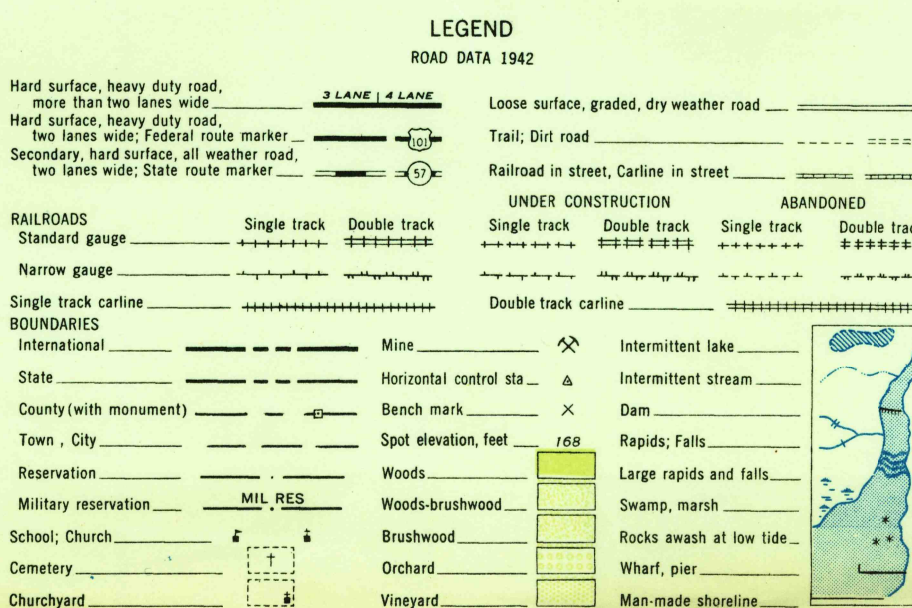 LEGEND
ROAD DATA 1942
Hard surface, heavy duty road,
more than two lanes wide
3 LANE | 4 LANE
Hard surface, heavy duty road,
two lanes wide; Federal route marker
101
Secondary, hard surface, all weather road,
two lanes wide; State route marker
57
Loose surface, graded, dry weather road
Trail; Dirt road
Railroad in street, Carline in street
UNDER CONSTRUCTION
ABANDONED
RAILROADS
Single track Double track
Single track Double track
Single track Double trac
Standard gauge
Narrow gauge
Single track carline
Double track carline
BOUNDARIES
International
State
County (with monument)
Town, City
Reservation
Military reservation
MIL RES
School; Church
Cemetery
Churchyard
Mine
Horizontal control sta
Bench mark
Spot elevation, feet
168
Woods
Woods-brushwood
Brushwood
Orchard
Vineyard
Intermittent lake
Intermittent stream
Dam
Rapids; Falls
Large rapids and falls
Swamp, marsh
Rocks awash at low tide
Wharf, pier
Man-made shoreline